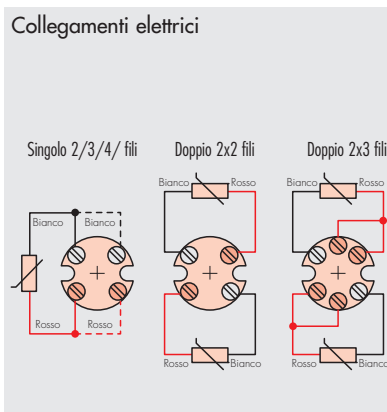 Collegamenti elettrici
Singolo 2/3/4/ fili
Doppio 2x2 fili
Doppio 2x3 fili
Bianco
Bianco
Rosso
Rosso
Bianco
Rosso
Rosso
Bianco
Bianco
Rosso
Rosso
Bianco